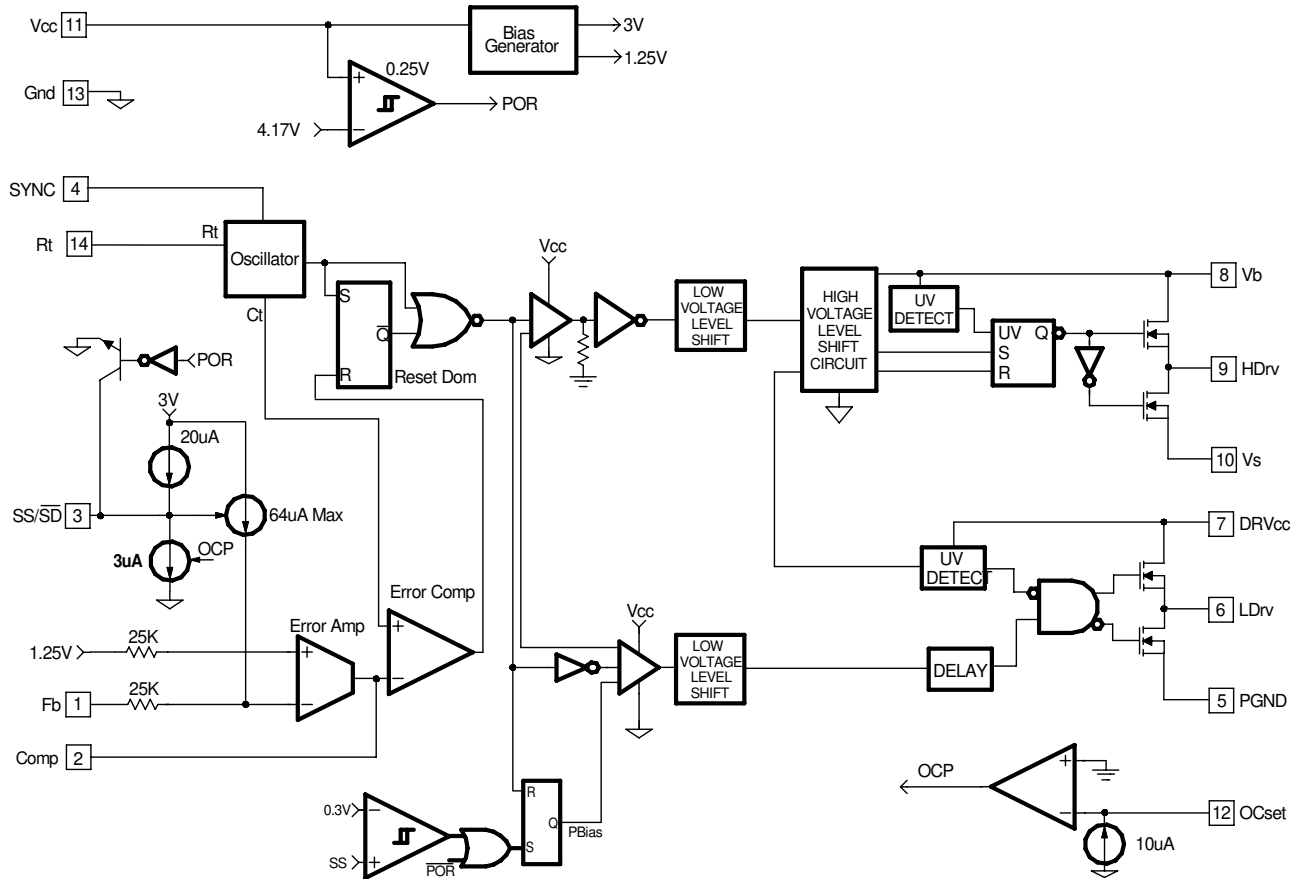 Vcc 11
Bias
Generator
3V
1.25V
0.25V
+
POR
Gnd 13
4.17V
−
SYNC 4
Rt 14
Rt
Oscillator
Ct
S
Q
R
Reset Dom
Vcc
LOW
VOLTAGE
LEVEL
SHIFT
HIGH
VOLTAGE
LEVEL
SHIFT
CIRCUIT
UV
DETECT
UV
S
R
Q
8 Vb
9 HDrv
10 Vs
POR
3V
20uA
SS/SD 3
64uA Max
3uA
OCP
Error Comp
+
−
Error Amp
1.25V
25K
+
Fb 1
25K
−
Comp 2
Vcc
LOW
VOLTAGE
LEVEL
SHIFT
UV
DETECT
DELAY
7 DRVcc
6 LDrv
5 PGND
0.3V
−
SS
+
POR
R
S
Q
PBias
OCP
+
−
12 OCset
10uA